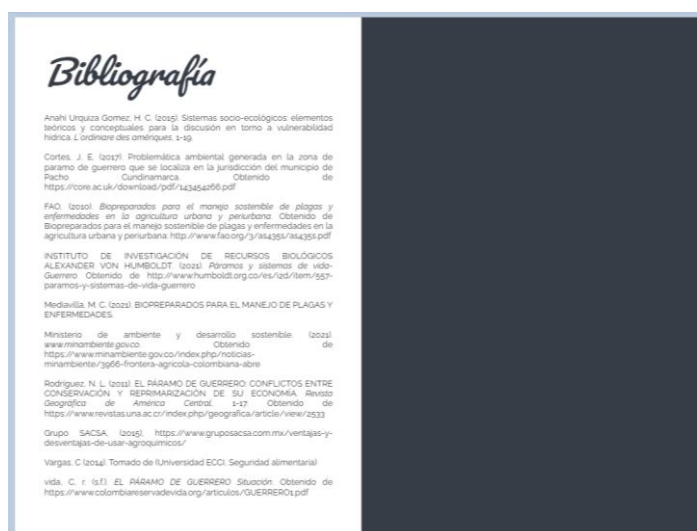 Bibliografía
Anahi Urquiza Gomez, H. C. (2015). Sistemas socio-ecológicos: elementos
teóricos y conceptuales para la discusión en torno a vulnerabilidad
hídrica. L'ordinaire des amériques, 1-19.
Cortes, J. E. (2017). Problemática ambiental generada en la zona de
paramo de guerrero que se localiza en la jurisdicción del municipio de
Pacho Cundinamarca. Obtenido de
https://core.ac.uk/download/pdf/143454266.pdf
FAO. (2010). Biopreparados para el manejo sostenible de plagas y
enfermedades en la agricultura urbana y periurbana. Obtenido de
Biopreparados para el manejo sostenible de plagas y enfermedades en la
agricultura urbana y periurbana: http://www.fao.org/3/as435s/as435s.pdf
INSTITUTO DE INVESTIGACIÓN DE RECURSOS BIOLÓGICOS
ALEXANDER VON HUMBOLDT. (2021). Páramos y sistemas de vida-
Guerrero Obtenido de http://www.humboldt.org.co/es/i2d/item/557-
paramos-y-sistemas-de-vida-guerrero
Mediavilla, M. C. (2021). BIOPREPARADOS PARA EL MANEJO DE PLAGAS Y
ENFERMEDADES.
Ministerio de ambiente y desarrollo sostenible. (2021).
www.minambiente.gov.co. Obtenido de
https://www.minambiente.gov.co/index.php/noticias-
minambiente/3966-frontera-agricola-colombiana-abre
Rodríguez, N. L. (2011). EL PÁRAMO DE GUERRERO: CONFLICTOS ENTRE
CONSERVACIÓN Y REPRIMARIZACIÓN DE SU ECONOMÍA. Revista
Geográfica de América Central, 1-17. Obtenido de
https://www.revistas.una.ac.cr/index.php/geografica/article/view/2533
Grupo SACSA. (2015). https://www.gruposacsa.com.mx/ventajas-y-
desventajas-de-usar-agroquimicos/
Vargas, C (2014). Tomado de (Universidad ECCI. Seguridad alimentaria)
vida, C. r. (s.f.). EL PÁRAMO DE GUERRERO Situación. Obtenido de
https://www.colombiareservadevida.org/articulos/GUERRERO1.pdf